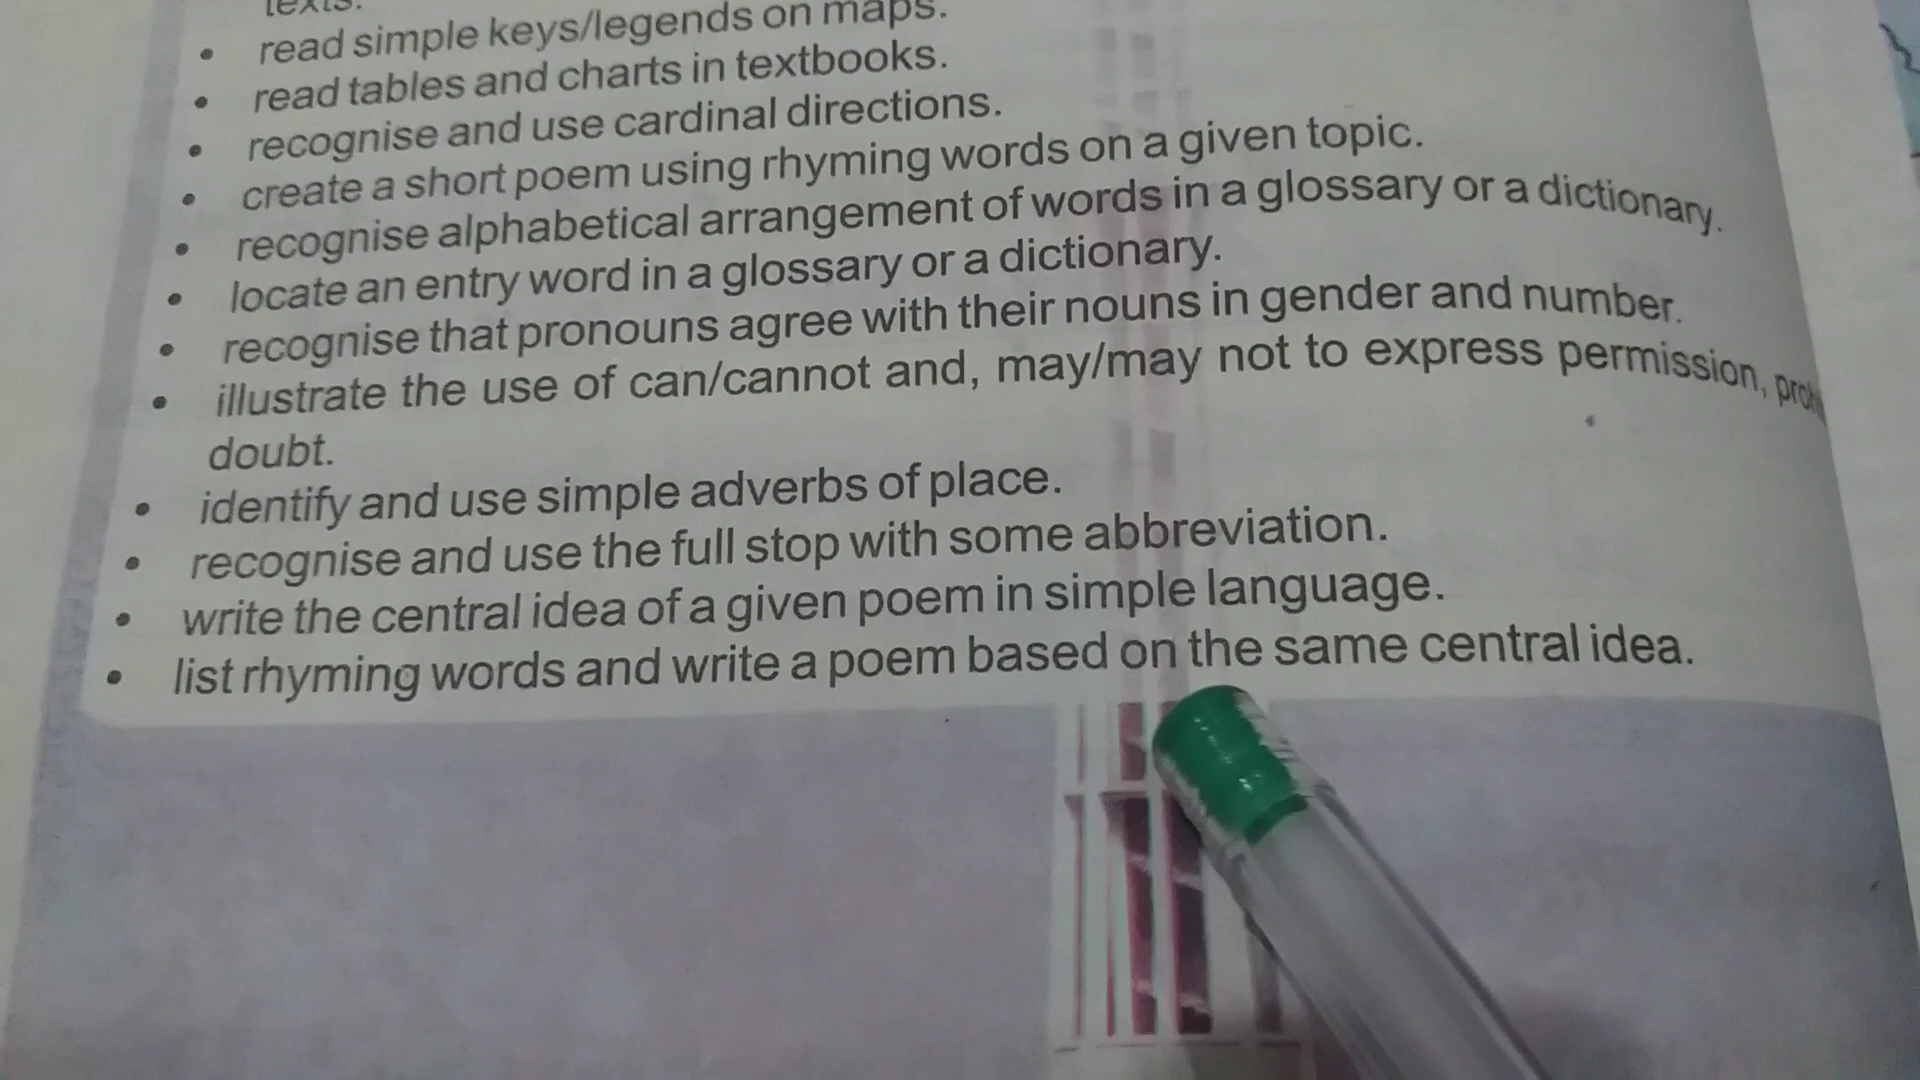 texts.
• read simple keys/legends on maps.
• read tables and charts in textbooks.
• recognise and use cardinal directions.
• create a short poem using rhyming words on a given topic.
• recognise alphabetical arrangement of words in a glossary or a dictionary.
• locate an entry word in a glossary or a dictionary.
• recognise that pronouns agree with their nouns in gender and number.
• illustrate the use of can/cannot and, may/may not to express permission,
doubt.
• identify and use simple adverbs of place.
• recognise and use the full stop with some abbreviation.
• write the central idea of a given poem in simple language.
• list rhyming words and write a poem based on the same central idea.